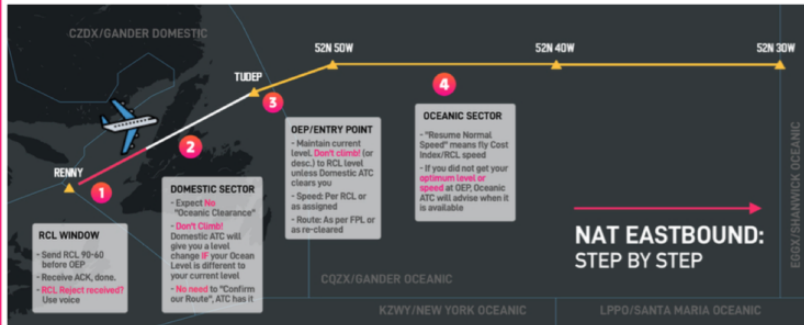 CZDX/GANDER DOMESTIC
52N 50W
52N 40W
52N 30W
TUDEP
4
3
2
RENNY
1
OEP/ENTRY POINT
- Maintain current
level, Don't climb! (or
desc.) to RCL level
unless Domestic ATC
clears you
- Speed: Per RCL or
as assigned
- Route: As per FPL or
as re-cleared
OCEANIC SECTOR
- "Resume Normal
Speed" means fly Cost
Index/RCL speed
- If you did not get your
optimum level or
speed at OEP, Oceanic
ATC will advise when it
is available
DOMESTIC SECTOR
- Expect No
"Oceanic Clearance"
- Don't Climb!
Domestic ATC will
give you a level
change IF your Ocean
Level is different to
your current level
- No need to "Confirm
our Route", ATC has it
RCL WINDOW
- Send RCL 90-60
before OEP
- Receive ACK, done.
- RCL Reject received?
Use voice
NAT EASTBOUND:
STEP BY STEP
EGGX/SHANWICK OCEANIC
CQZX/GANDER OCEANIC
KZWY/NEW YORK OCEANIC
LPPO/SANTA MARIA OCEANIC